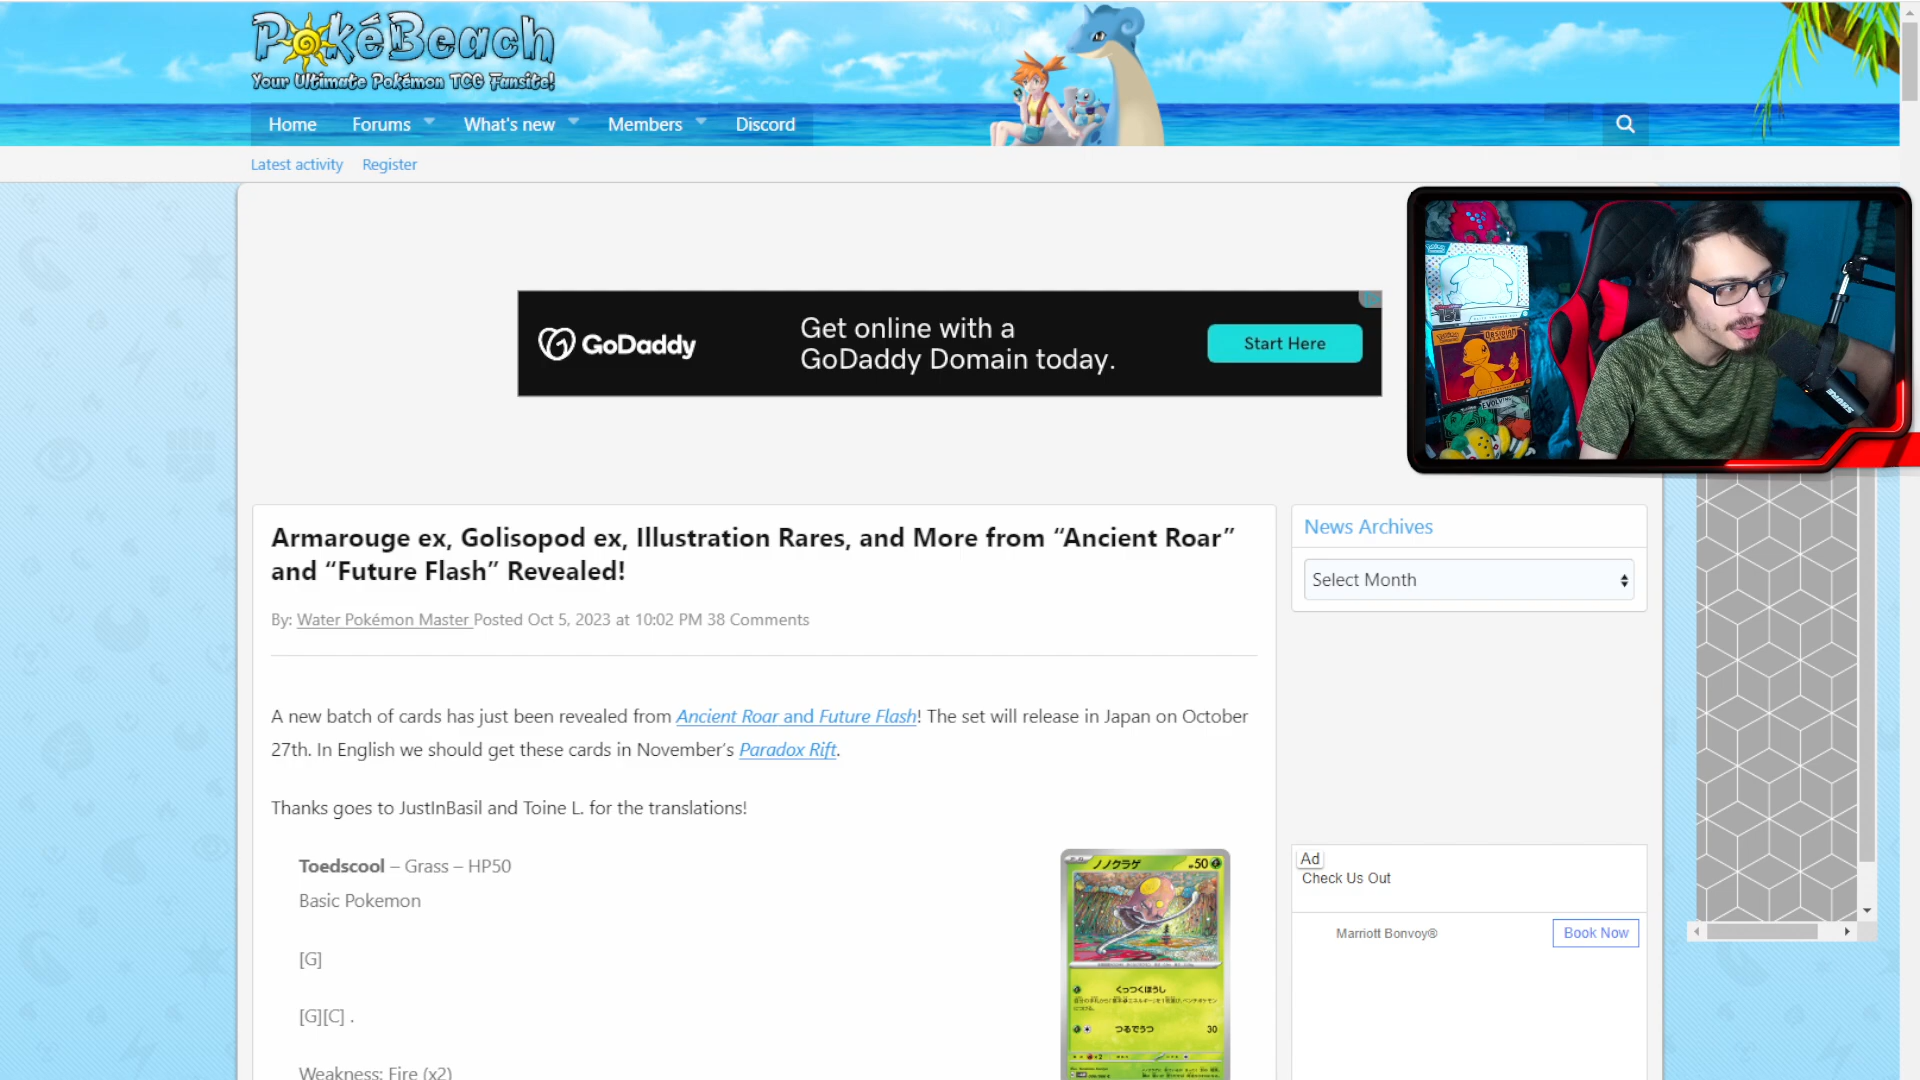 PokéBeach
Your Ultimate Pokémon TCG Fansite!
Home
Forums
What's new
Members
Discord
Latest activity
Register
GoDaddy
Get online with a
GoDaddy Domain today.
Start Here
OBSIDIAN
EVOLVING
SHURE
Armarouge ex, Golisopod ex, Illustration Rares, and More from “Ancient Roar”
and “Future Flash” Revealed!
By: Water Pokémon Master Posted Oct 5, 2023 at 10:02 PM 38 Comments
A new batch of cards has just been revealed from Ancient Roar and Future Flash! The set will release in Japan on October
27th. In English we should get these cards in November’s Paradox Rift.
Thanks goes to JustInBasil and Toine L. for the translations!
Toedscool – Grass – HP50
Basic Pokemon
[G]
[G][C] .
Weakness: Fire (x2)
ノノクラゲ 50
くっつくほうし
つるでうつ 30
News Archives
Select Month
Ad
Check Us Out
Marriott Bonvoy®
Book Now